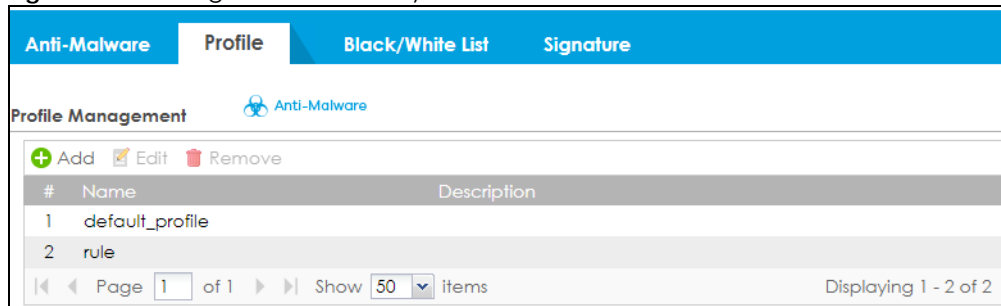 Anti-Malware Profile Black/White List Signature
Profile Management Anti-Malware
Add Edit Remove
# Name Description
1 default_profile
2 rule
Page 1 of 1 Show 50 items Displaying 1 - 2 of 2